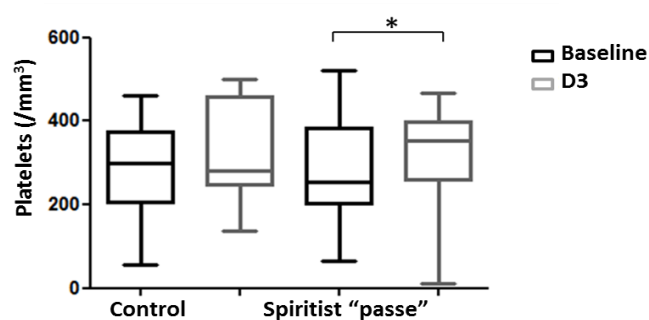 *
600
400
200
0
Platelets (/mm³)
Control
Spiritist “passe”
Baseline
D3